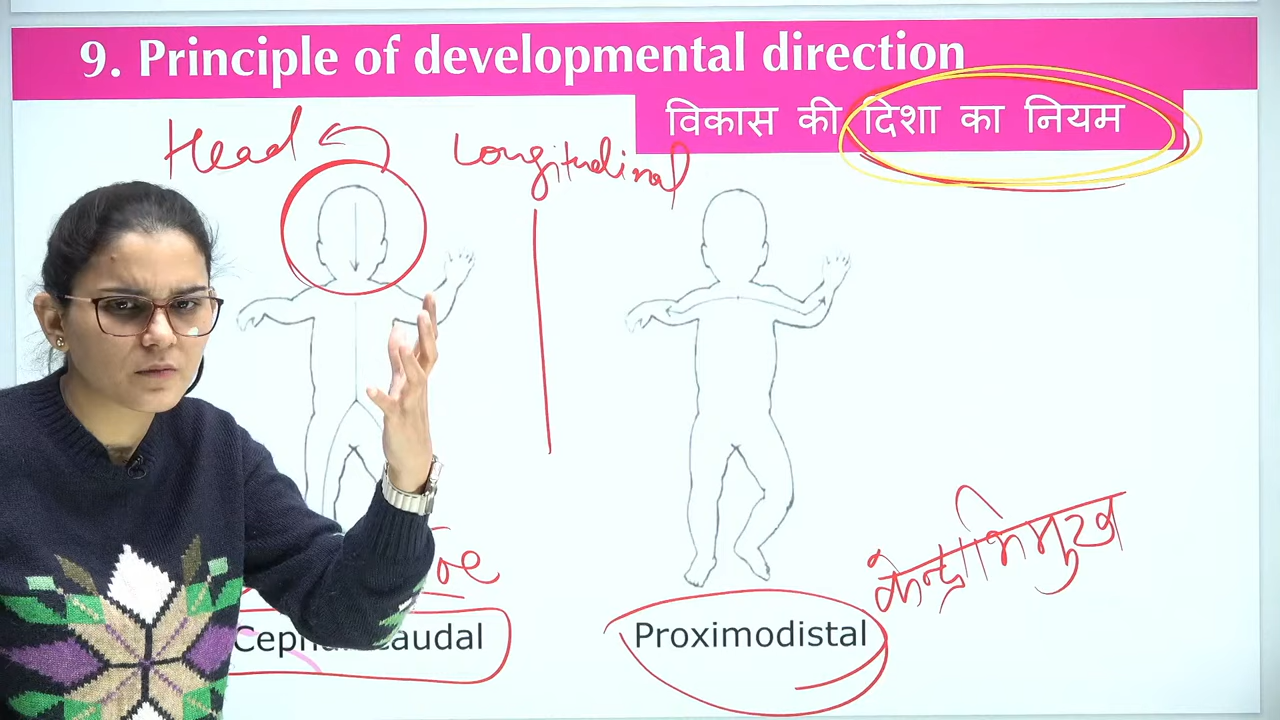 9. Principle of developmental direction
विकास की दिशा का नियम
Head
Longitudinal
केन्द्राभिमुख
Proximodistal